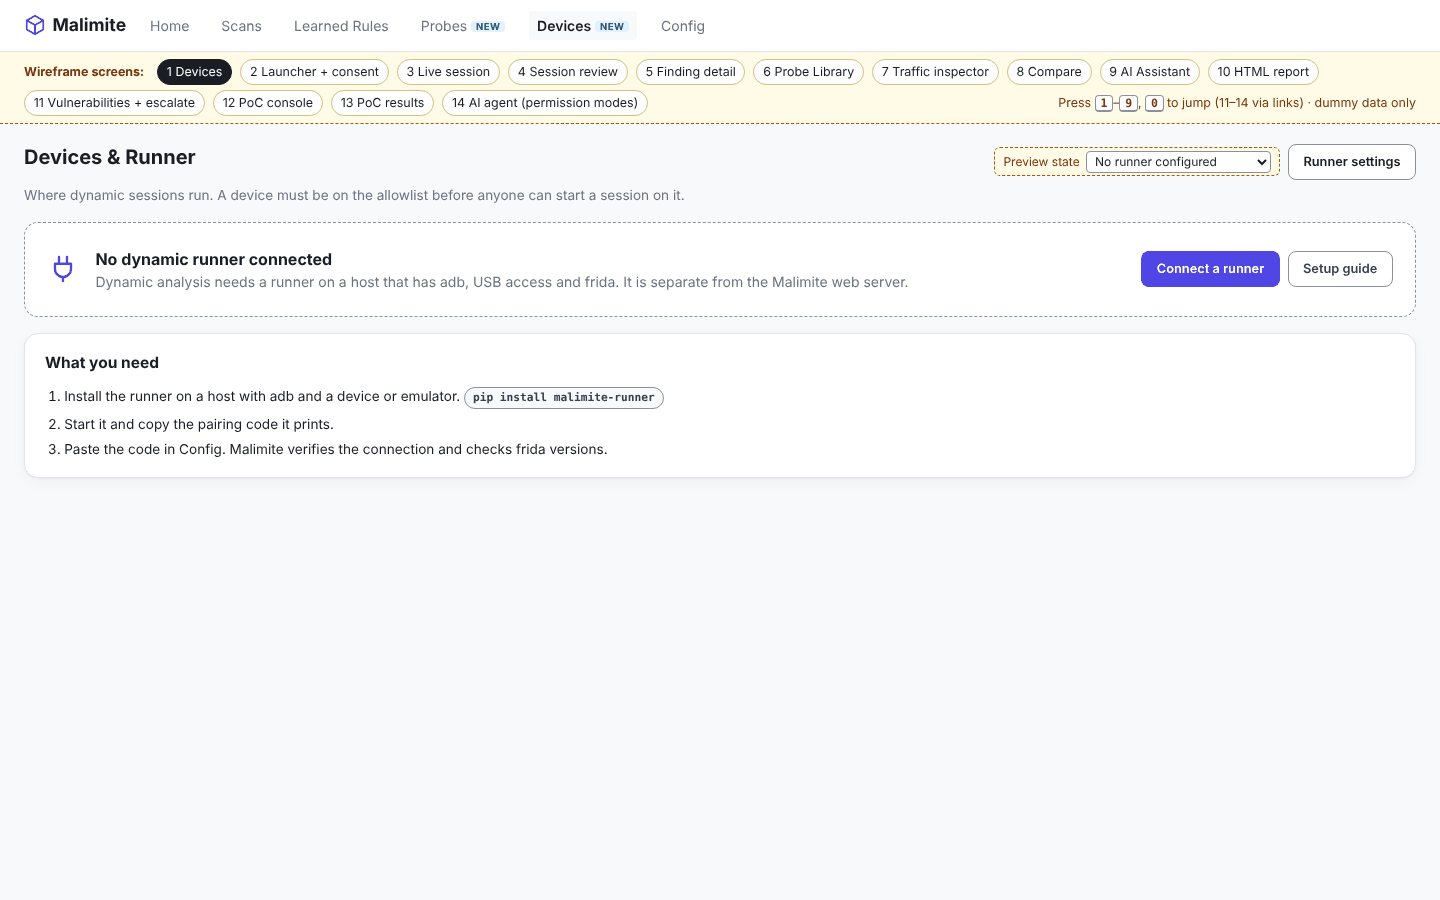 Malimite Home Scans Learned Rules Probes NEW Devices NEW Config
Wireframe screens: 1 Devices 2 Launcher + consent 3 Live session 4 Session review 5 Finding detail 6 Probe Library 7 Traffic inspector 8 Compare 9 AI Assistant 10 HTML report
11 Vulnerabilities + escalate 12 PoC console 13 PoC results 14 AI agent (permission modes) Press 1–9, 0 to jump (11–14 via links) · dummy data only
Devices & Runner Preview state No runner configured Runner settings
Where dynamic sessions run. A device must be on the allowlist before anyone can start a session on it.
No dynamic runner connected
Dynamic analysis needs a runner on a host that has adb, USB access and frida. It is separate from the Malimite web server.
Connect a runner Setup guide
What you need
1. Install the runner on a host with adb and a device or emulator. pip install malimite-runner
2. Start it and copy the pairing code it prints.
3. Paste the code in Config. Malimite verifies the connection and checks frida versions.